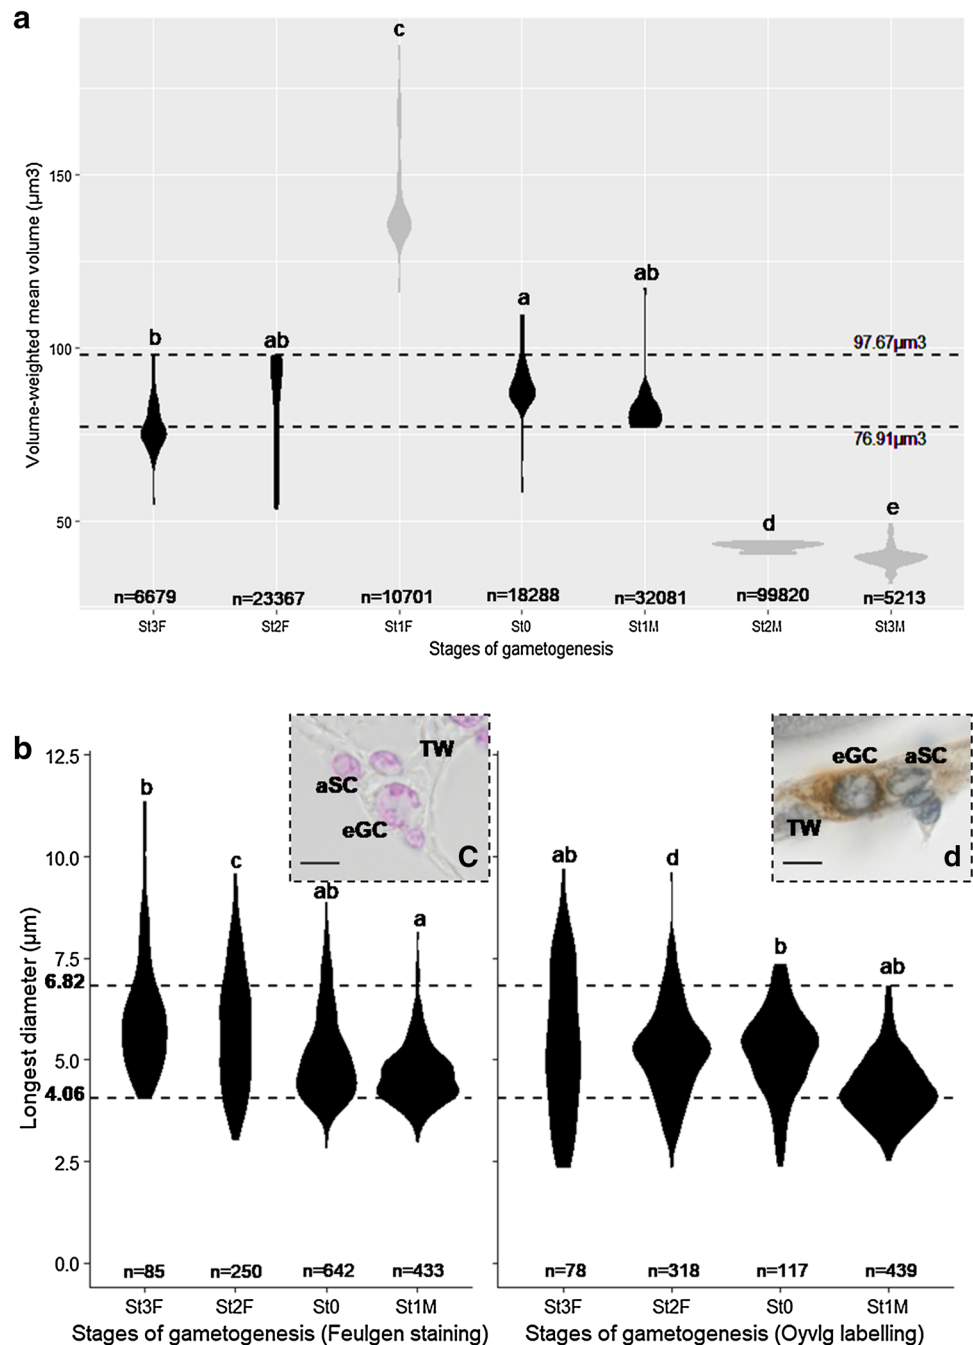 a
c
150
Volume-weighted mean volume (µm3)
b
ab
a
ab
100
97.67µm3
76.91µm3
50
d
e
n=6679
n=23367
n=10701
n=18288
n=32081
n=99820
n=5213
St3F
St2F
St1F
St0
St1M
St2M
St3M
Stages of gametogenesis
b
12.5
10.0
7.5
6.82
5.0
4.06
2.5
0.0
Longest diameter (µm)
b
c
ab
a
TW
aSC
eGC
C
n=85
n=250
n=642
n=433
St3F
St2F
St0
St1M
Stages of gametogenesis (Feulgen staining)
eGC
aSC
TW
d
ab
d
b
ab
n=78
n=318
n=117
n=439
St3F
St2F
St0
St1M
Stages of gametogenesis (Oyvlg labelling)